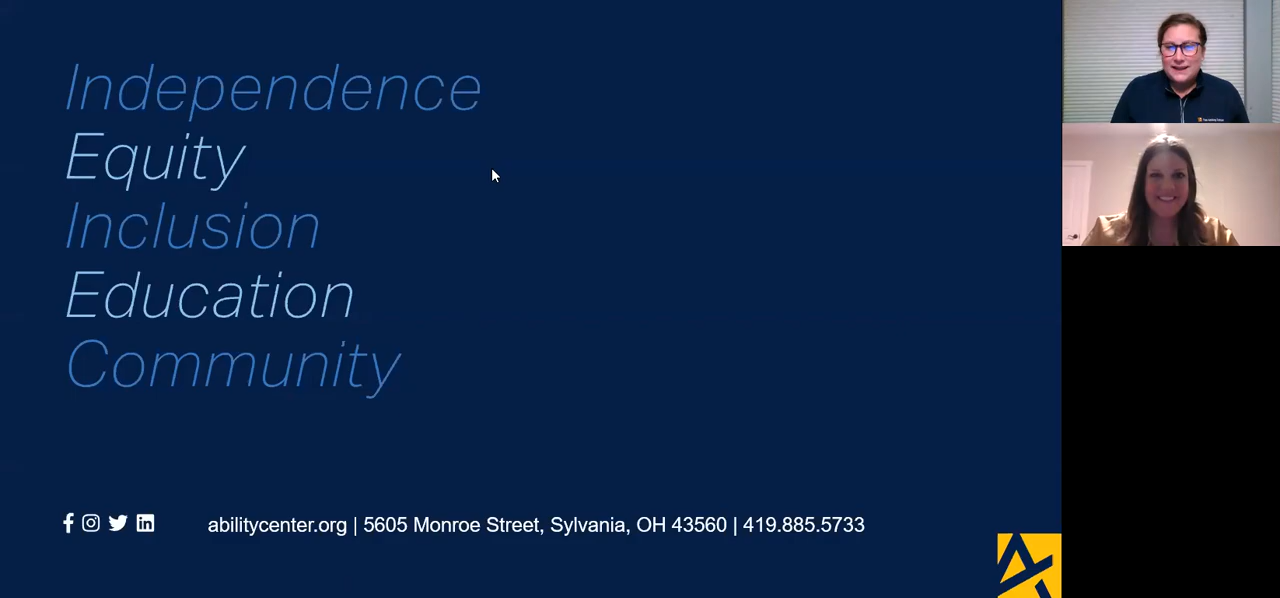 Independence
Equity
Inclusion
Education
Community
abilitycenter.org | 5605 Monroe Street, Sylvania, OH 43560 | 419.885.5733